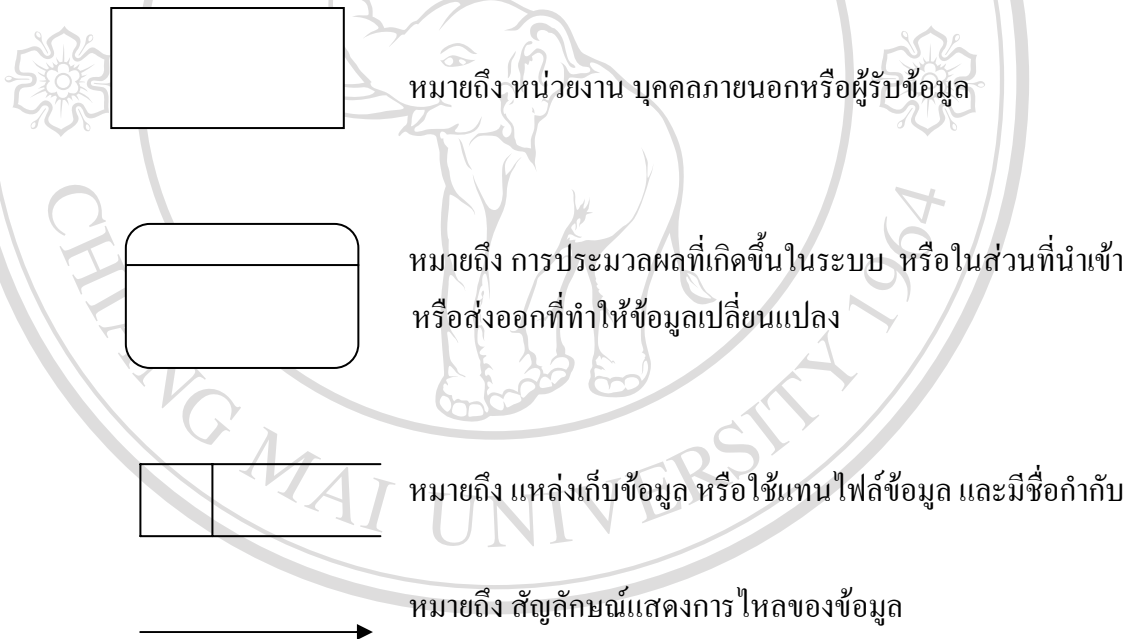 หมายถึง หน่วยงาน บุคคลภายนอกหรือผู้รับข้อมูล
หมายถึง การประมวลผลที่เกิดขึ้นในระบบ หรือในส่วนที่นำเข้า
หรือส่งออกที่ทำให้ข้อมูลเปลี่ยนแปลง
หมายถึง แหล่งเก็บข้อมูล หรือใช้แทนไฟล์ข้อมูล และมีชื่อกำกับ
หมายถึง สัญลักษณ์แสดงการไหลของข้อมูล
CHIANG MAI UNIVERSITY 1964